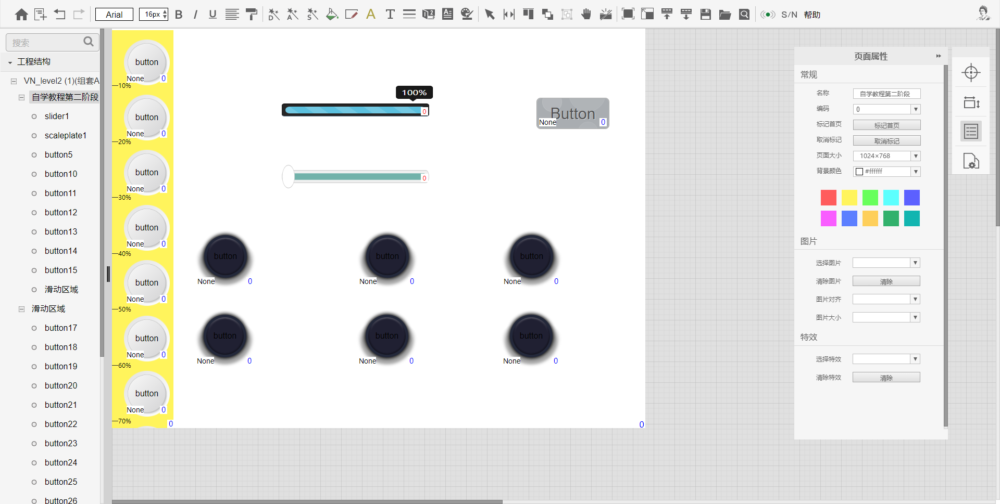 Arial
16px
B
I
U
S/N
帮助
搜索
工程结构
VN_level2 (1)(组套A
自学教程第二阶段
slider1
scaleplate1
button5
button10
button11
button12
button13
button14
button15
滑动区域
滑动区域
button17
button18
button19
button20
button21
button22
button23
button24
button25
button26
button
None 0
10%
button
None 0
20%
button
None 0
30%
button
None 0
40%
button
None 0
50%
button
None 0
60%
button
None 0
70%
0
100%
0
Button
None 0
0
button
None 0
button
None 0
button
None 0
button
None 0
button
None 0
button
None 0
0
页面属性
常规
名称 自学教程第二阶段
编码 0
标记首页 标记首页
取消标记 取消标记
页面大小 1024×768
背景颜色 #ffffff
图片
选择图片
清除图片 清除
图片对齐
图片大小
特效
选择特效
清除特效 清除